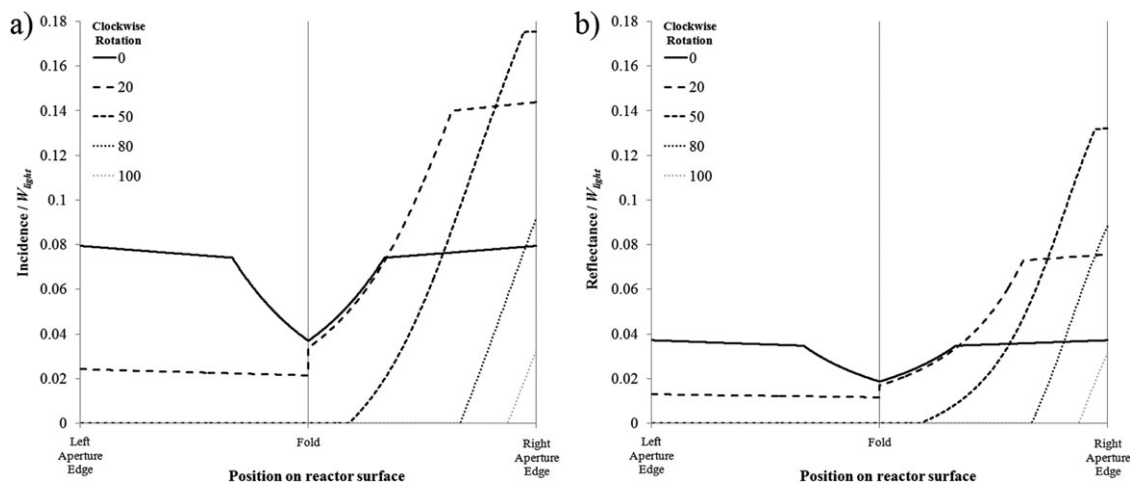 a)
Clockwise
Rotation
0
20
50
80
100
Incidence / W_light
0.18
0.16
0.14
0.12
0.1
0.08
0.06
0.04
0.02
0
Left
Aperture
Edge
Fold
Right
Aperture
Edge
Position on reactor surface
b)
Clockwise
Rotation
0
20
50
80
100
Reflectance / W_light
0.18
0.16
0.14
0.12
0.1
0.08
0.06
0.04
0.02
0
Left
Aperture
Edge
Fold
Right
Aperture
Edge
Position on reactor surface